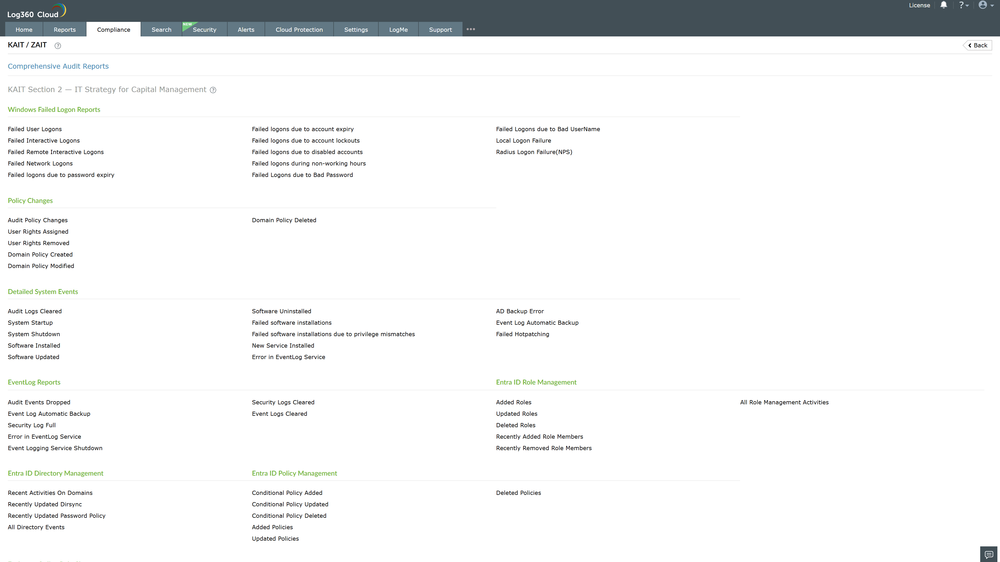 Log360 Cloud
License
?
Home
Reports
Compliance
Search
NEW
Security
Alerts
Cloud Protection
Settings
LogMe
Support
KAIT / ZAIT ?
Back
Comprehensive Audit Reports
KAIT Section 2 — IT Strategy for Capital Management ?
Windows Failed Logon Reports
Failed User Logons
Failed Interactive Logons
Failed Remote Interactive Logons
Failed Network Logons
Failed logons due to password expiry
Failed logons due to account expiry
Failed logons due to account lockouts
Failed logons due to disabled accounts
Failed logons during non-working hours
Failed Logons due to Bad Password
Failed Logons due to Bad UserName
Local Logon Failure
Radius Logon Failure(NPS)
Policy Changes
Audit Policy Changes
User Rights Assigned
User Rights Removed
Domain Policy Created
Domain Policy Modified
Domain Policy Deleted
Detailed System Events
Audit Logs Cleared
System Startup
System Shutdown
Software Installed
Software Updated
Software Uninstalled
Failed software installations
Failed software installations due to privilege mismatches
New Service Installed
Error in EventLog Service
AD Backup Error
Event Log Automatic Backup
Failed Hotpatching
EventLog Reports
Audit Events Dropped
Event Log Automatic Backup
Security Log Full
Error in EventLog Service
Event Logging Service Shutdown
Security Logs Cleared
Event Logs Cleared
Entra ID Role Management
Added Roles
Updated Roles
Deleted Roles
Recently Added Role Members
Recently Removed Role Members
All Role Management Activities
Entra ID Directory Management
Recent Activities On Domains
Recently Updated Dirsync
Recently Updated Password Policy
All Directory Events
Entra ID Policy Management
Conditional Policy Added
Conditional Policy Updated
Conditional Policy Deleted
Added Policies
Updated Policies
Deleted Policies